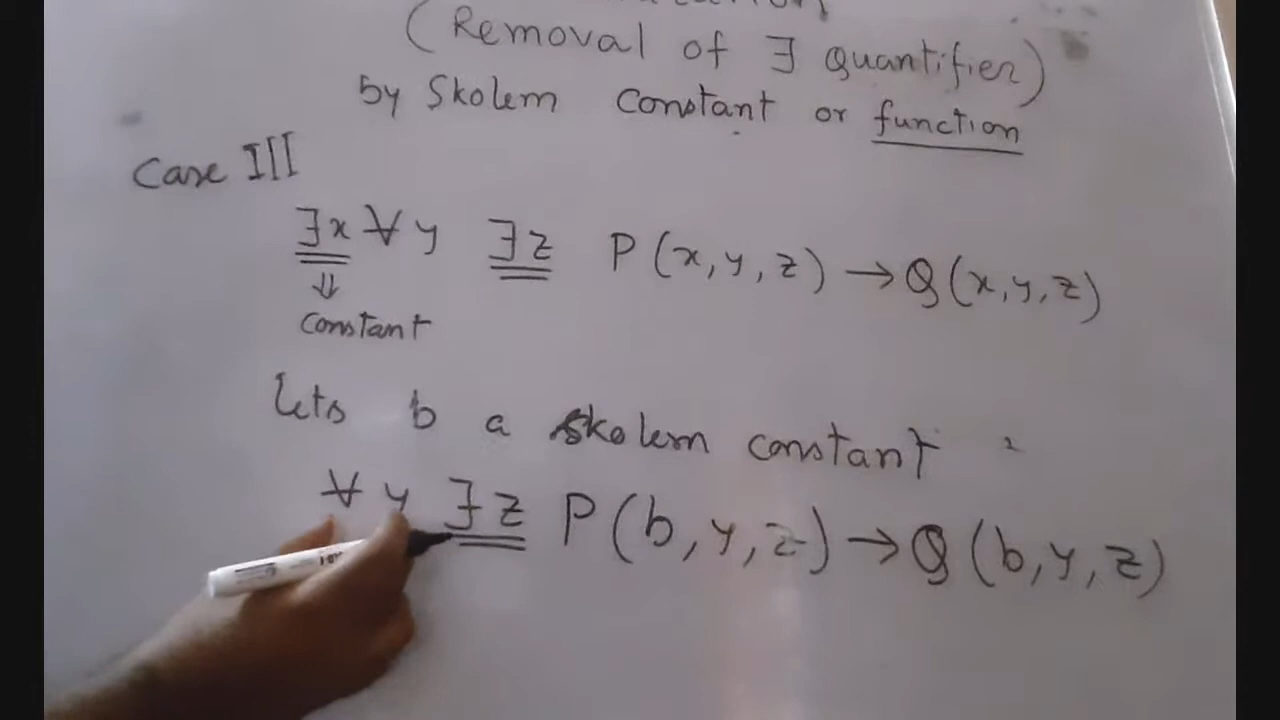 (Removal of ∃ Quantifier)
by Skolem Constant or function
Case III
∃x ∀ y ∃z P(x,y,z) → Q(x,y,z)
⇓
Constant
Lets b a skolem constant
∀ y ∃z P(b,y,z) → Q(b,y,z)